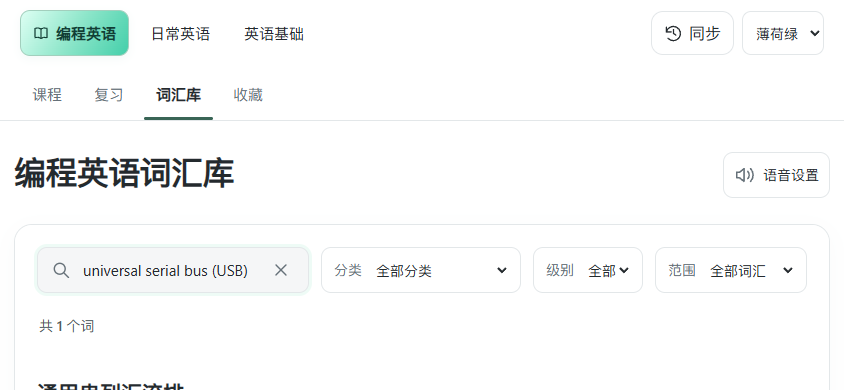 编程英语 日常英语 英语基础 同步 薄荷绿
课程 复习 词汇库 收藏
编程英语词汇库
语音设置
universal serial bus (USB) 分类 全部分类 级别 全部 范围 全部词汇
共 1 个词